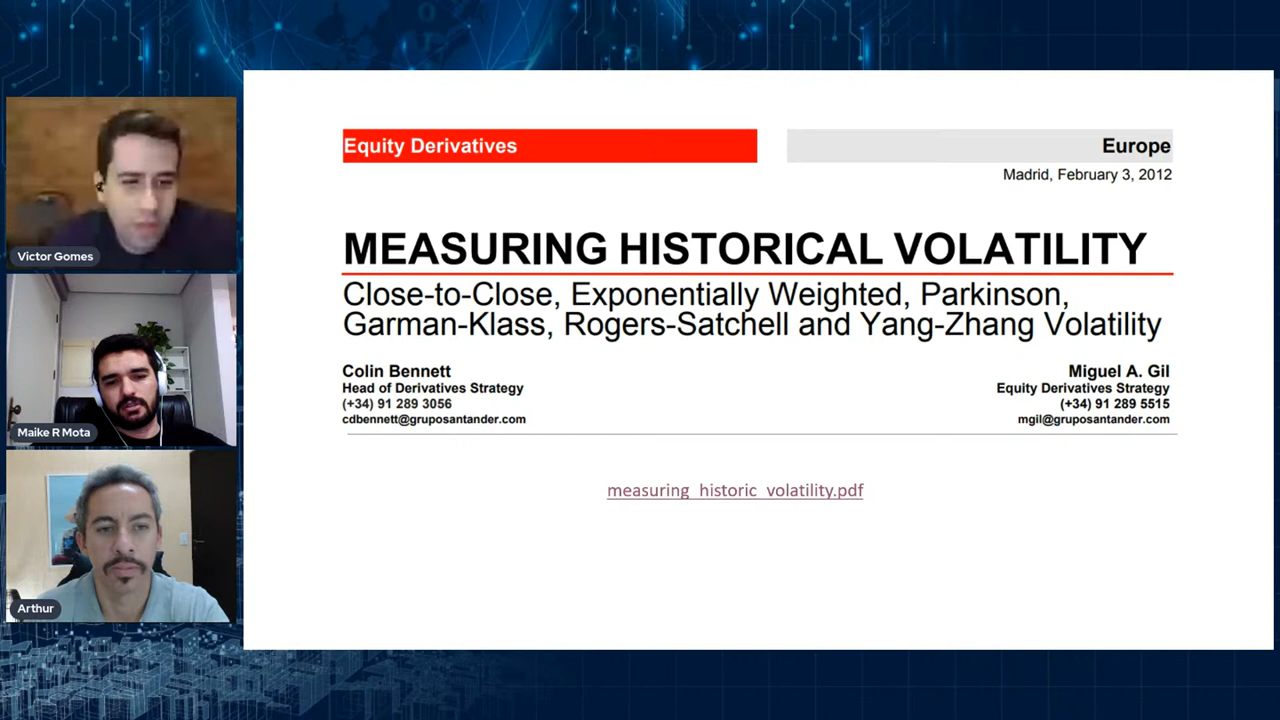 Equity Derivatives
Europe
Madrid, February 3, 2012
MEASURING HISTORICAL VOLATILITY
Close-to-Close, Exponentially Weighted, Parkinson,
Garman-Klass, Rogers-Satchell and Yang-Zhang Volatility
Colin Bennett
Head of Derivatives Strategy
(+34) 91 289 3056
cdbennett@gruposantander.com
Miguel A. Gil
Equity Derivatives Strategy
(+34) 91 289 5515
mgil@gruposantander.com
measuring_historic_volatility.pdf
Victor Gomes
Maike R Mota
Arthur